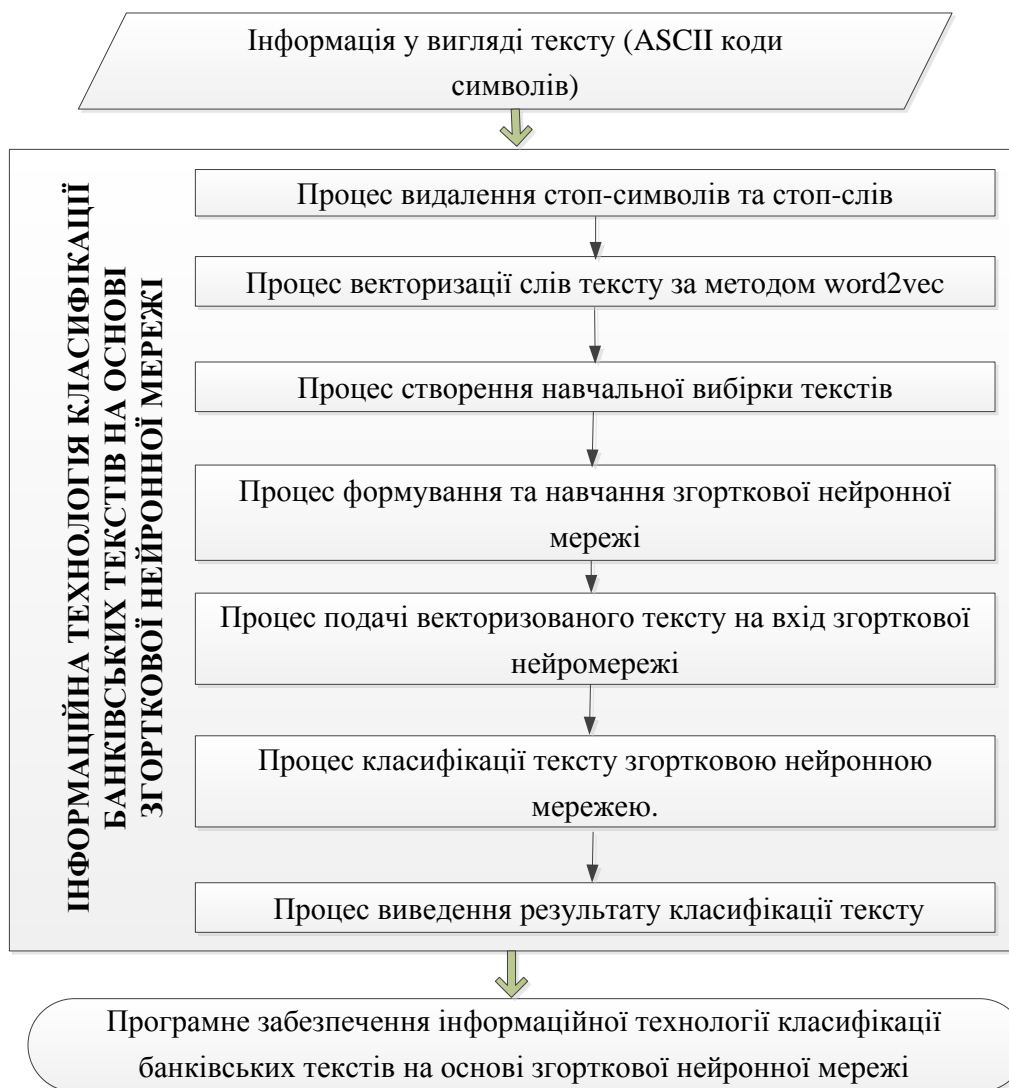 Інформація у вигляді тексту (ASCII коди
символів)
ІНФОРМАЦІЙНА ТЕХНОЛОГІЯ КЛАСИФІКАЦІЇ
БАНКІВСЬКИХ ТЕКСТІВ НА ОСНОВІ
ЗГОРТКОВОЇ НЕЙРОННОЇ МЕРЕЖІ
Процес видалення стоп-символів та стоп-слів
Процес векторизації слів тексту за методом word2vec
Процес створення навчальної вибірки текстів
Процес формування та навчання згорткової нейронної
мережі
Процес подачі векторизованого тексту на вхід згорткової
нейромережі
Процес класифікації тексту згортковою нейронною
мережею.
Процес виведення результату класифікації тексту
Програмне забезпечення інформаційної технології класифікації
банківських текстів на основі згорткової нейронної мережі